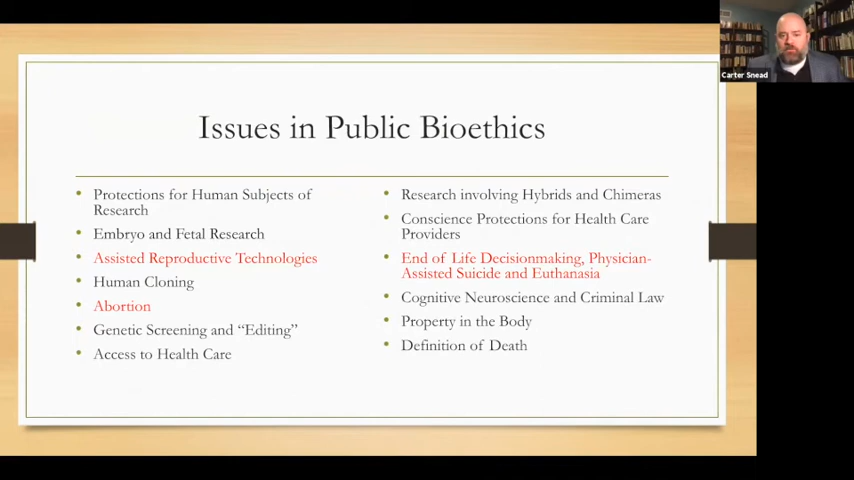 Carter Snead
Issues in Public Bioethics
• Protections for Human Subjects of
Research
• Embryo and Fetal Research
• Assisted Reproductive Technologies
• Human Cloning
• Abortion
• Genetic Screening and “Editing”
• Access to Health Care
• Research involving Hybrids and Chimeras
• Conscience Protections for Health Care
Providers
• End of Life Decisionmaking, Physician-
Assisted Suicide and Euthanasia
• Cognitive Neuroscience and Criminal Law
• Property in the Body
• Definition of Death